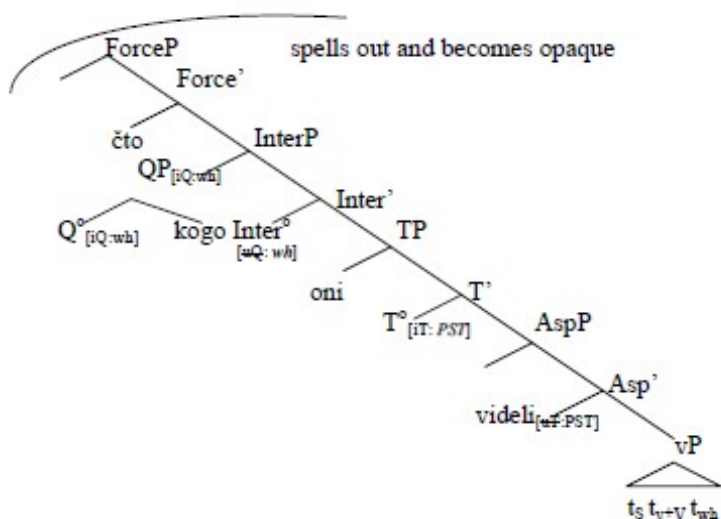 ForceP spells out and becomes opaque
Force’
čto InterP
QP[iQ:wh]
Inter’
Q°[iQ:wh] kogo Inter°[uQ: wh] TP
oni T’
T°[iT: PST] AspP
Asp’
videli[uT:PST]
vP
tS tv+V twh